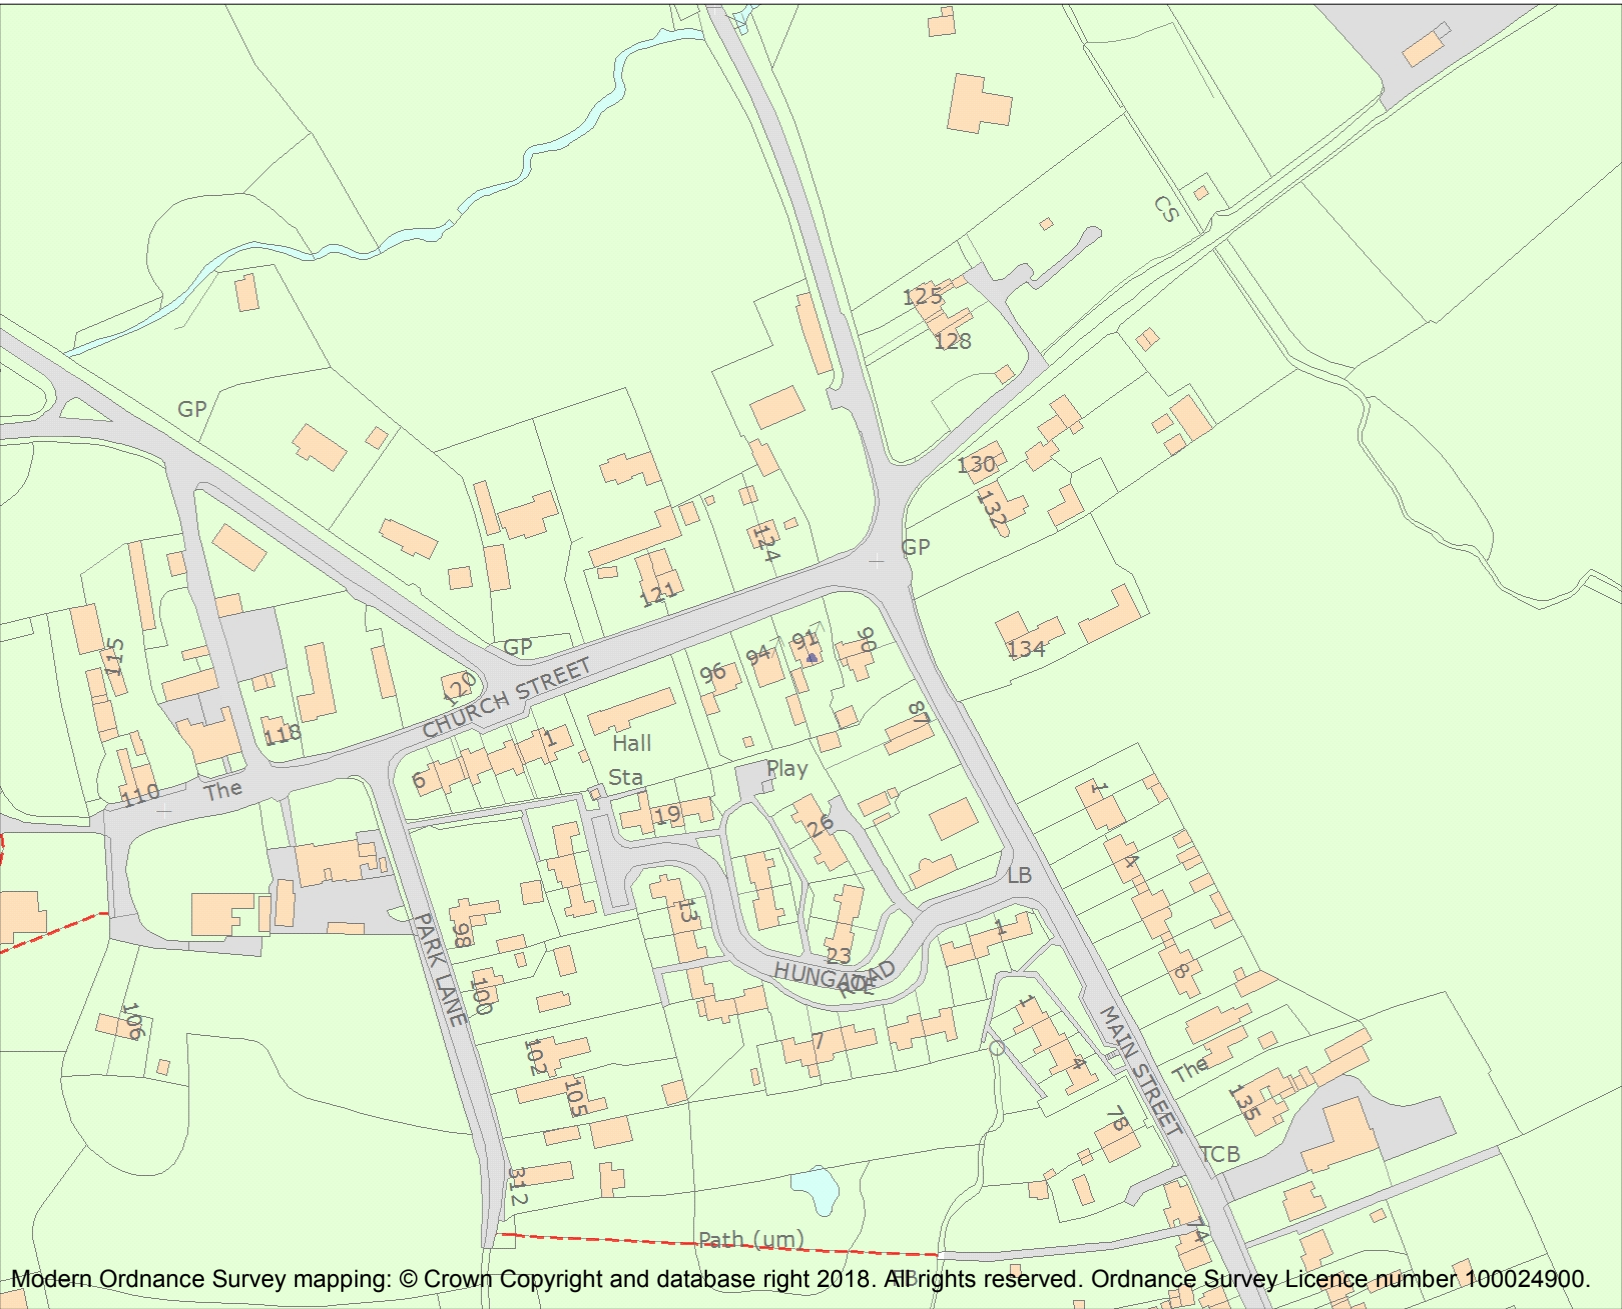 CS
125
128
GP
130
132
124
GP
121
115
GP
134
90
91
94
96
120
CHURCH STREET
87
118
1
Hall
6
Play
Sta
1
110
The
19
26
4
LB
13
98
1
23
8
PARK LANE
HUNGATE
ROAD
100
1
106
MAIN STREET
7
102
4
The
105
135
78
TCB
312
74
Path (um)
FB
Modern Ordnance Survey mapping: © Crown Copyright and database right 2018. All rights reserved. Ordnance Survey Licence number 100024900.